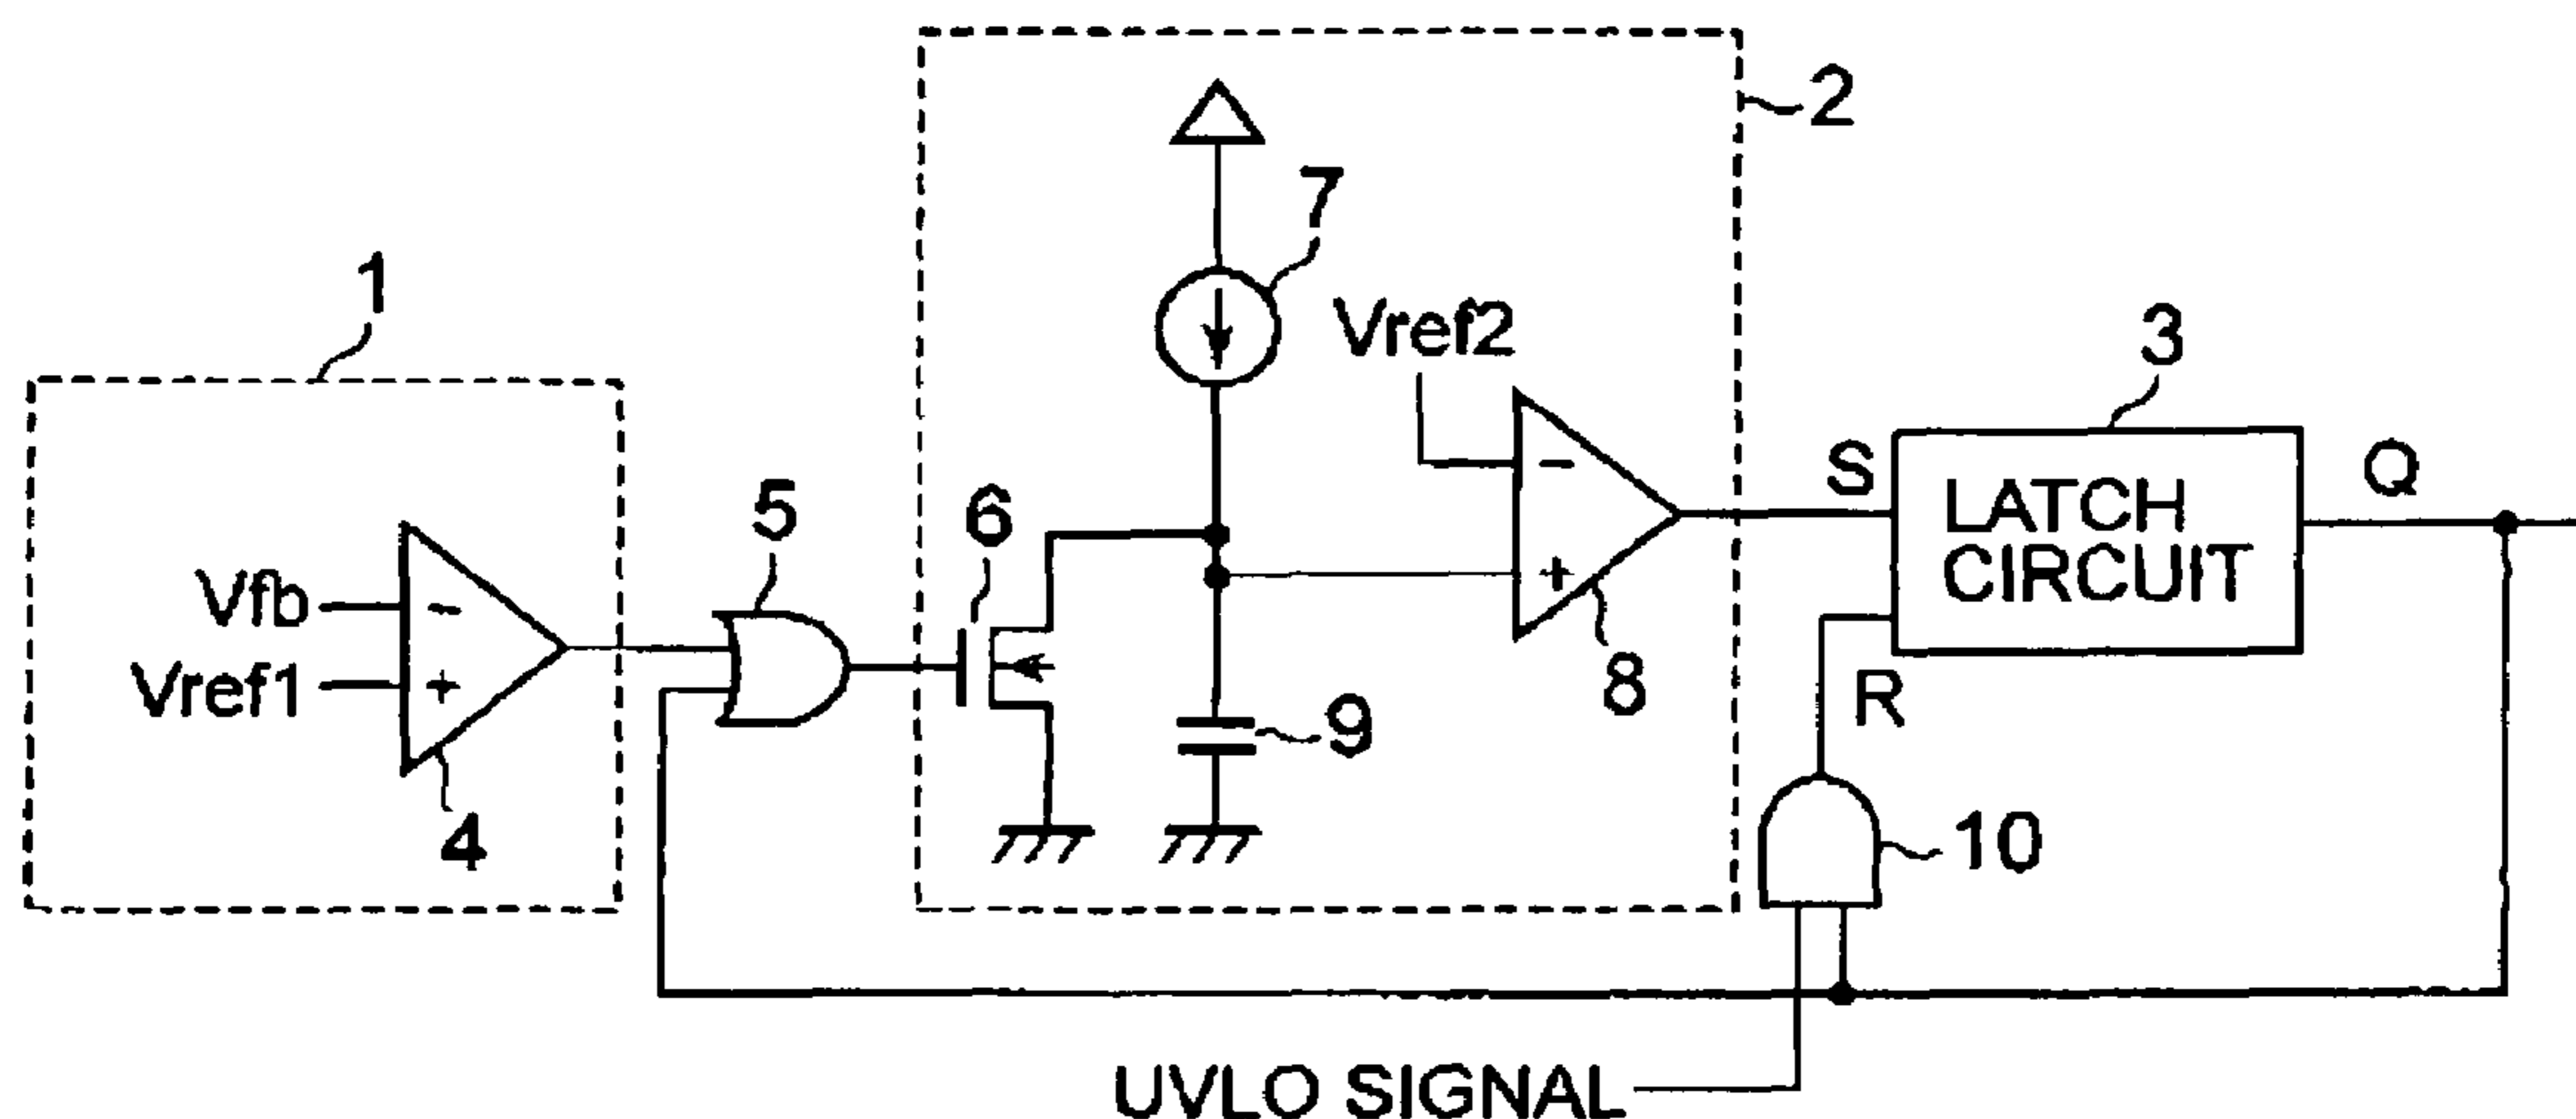 1
2
7
Vref2
3
S
LATCH
CIRCUIT
Q
5
6
Vfb
-
Vref1
+
4
-
+
8
9
R
10
UVLO SIGNAL